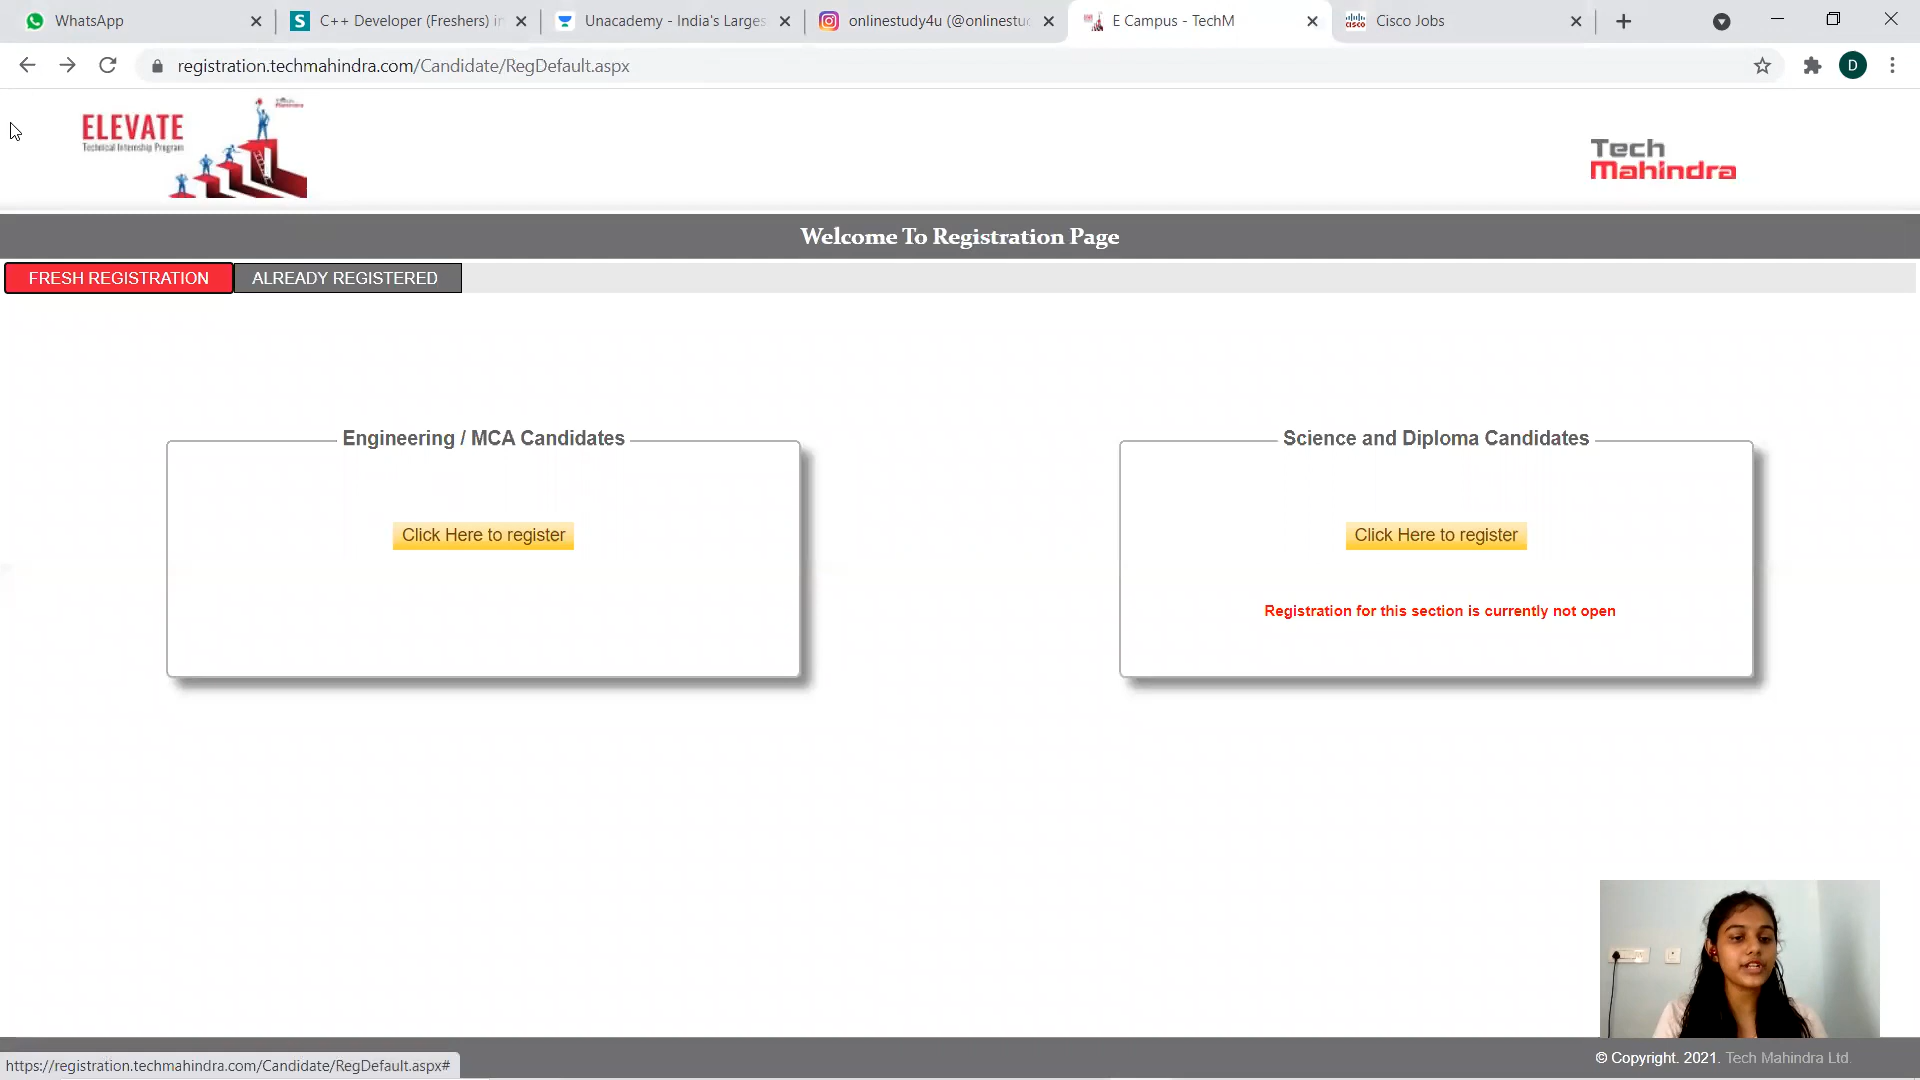 WhatsApp
C++ Developer (Freshers) in
Unacademy - India's Larges
onlinestudy4u (@onlinestuc
E Campus - TechM
Cisco Jobs
registration.techmahindra.com/Candidate/RegDefault.aspx
D
ELEVATE
Technical Internship Program
Tech
Mahindra
Tech
Mahindra
Welcome To Registration Page
FRESH REGISTRATION
ALREADY REGISTERED
Engineering / MCA Candidates
Click Here to register
Science and Diploma Candidates
Click Here to register
Registration for this section is currently not open
https://registration.techmahindra.com/Candidate/RegDefault.aspx#
© Copyright. 2021. Tech Mahindra Ltd.